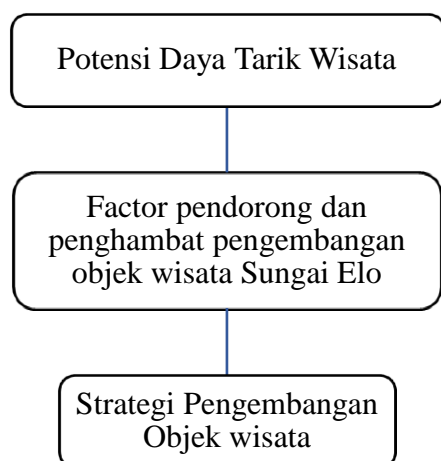 Potensi Daya Tarik Wisata
Factor pendorong dan
penghambat pengembangan
objek wisata Sungai Elo
Strategi Pengembangan
Objek wisata